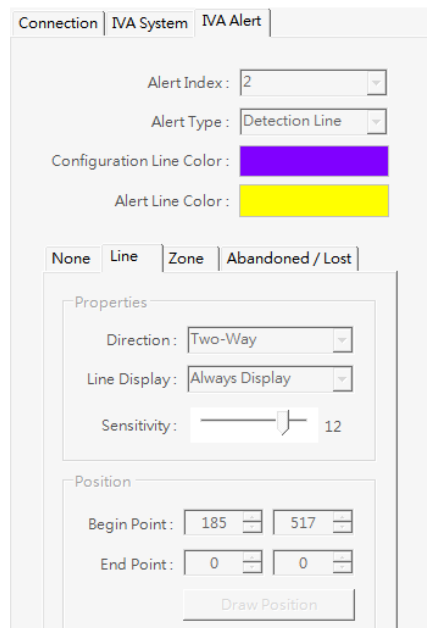 Connection IVA System IVA Alert
Alert Index : 2
Alert Type : Detection Line
Configuration Line Color :
Alert Line Color :
None Line Zone Abandoned / Lost
Properties
Direction : Two-Way
Line Display : Always Display
Sensitivity : 12
Position
Begin Point : 185 517
End Point : 0 0
Draw Position